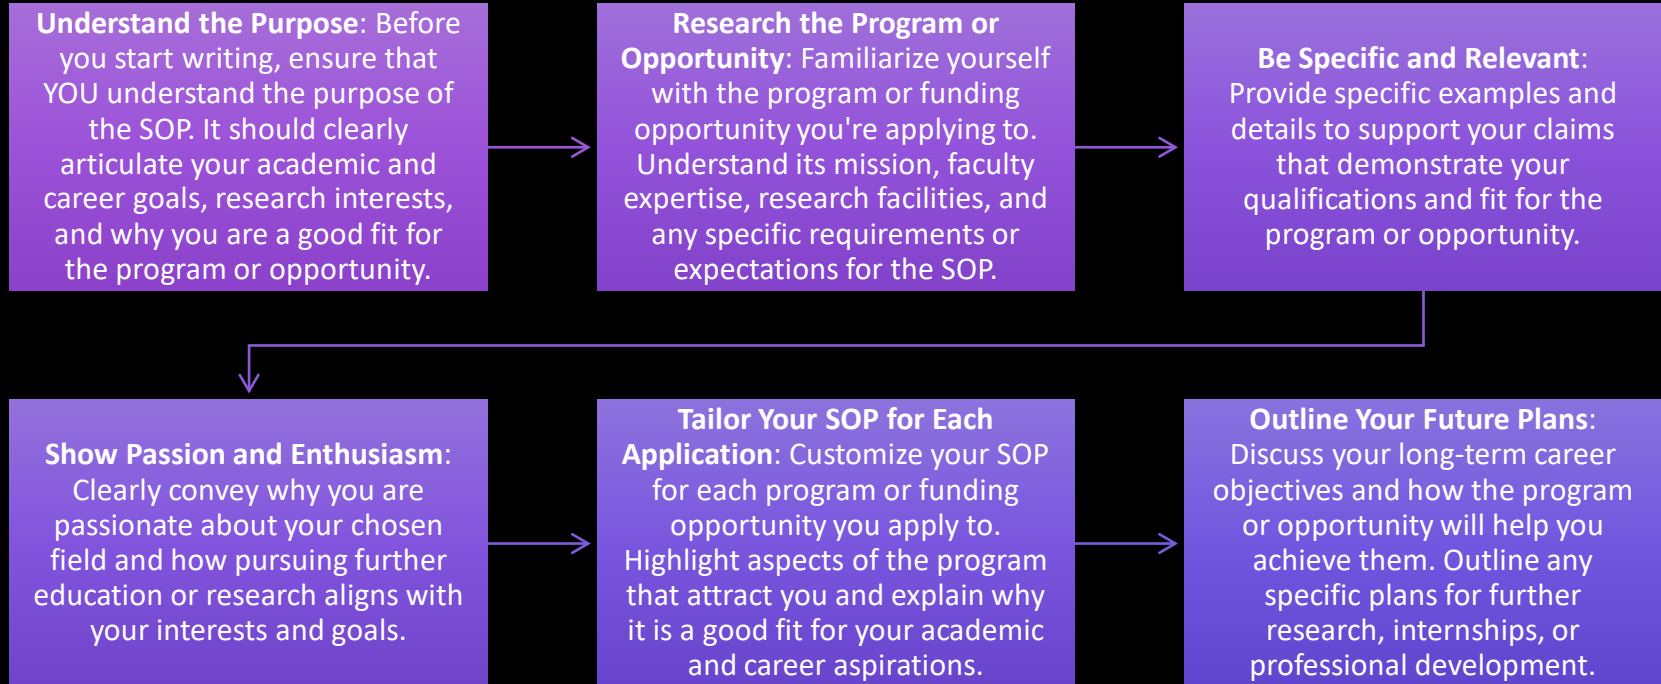 Understand the Purpose: Before
you start writing, ensure that
YOU understand the purpose of
the SOP. It should clearly
articulate your academic and
career goals, research interests,
and why you are a good fit for
the program or opportunity.
Research the Program or
Opportunity: Familiarize yourself
with the program or funding
opportunity you're applying to.
Understand its mission, faculty
expertise, research facilities, and
any specific requirements or
expectations for the SOP.
Be Specific and Relevant:
Provide specific examples and
details to support your claims
that demonstrate your
qualifications and fit for the
program or opportunity.
Show Passion and Enthusiasm:
Clearly convey why you are
passionate about your chosen
field and how pursuing further
education or research aligns with
your interests and goals.
Tailor Your SOP for Each
Application: Customize your SOP
for each program or funding
opportunity you apply to.
Highlight aspects of the program
that attract you and explain why
it is a good fit for your academic
and career aspirations.
Outline Your Future Plans:
Discuss your long-term career
objectives and how the program
or opportunity will help you
achieve them. Outline any
specific plans for further
research, internships, or
professional development.